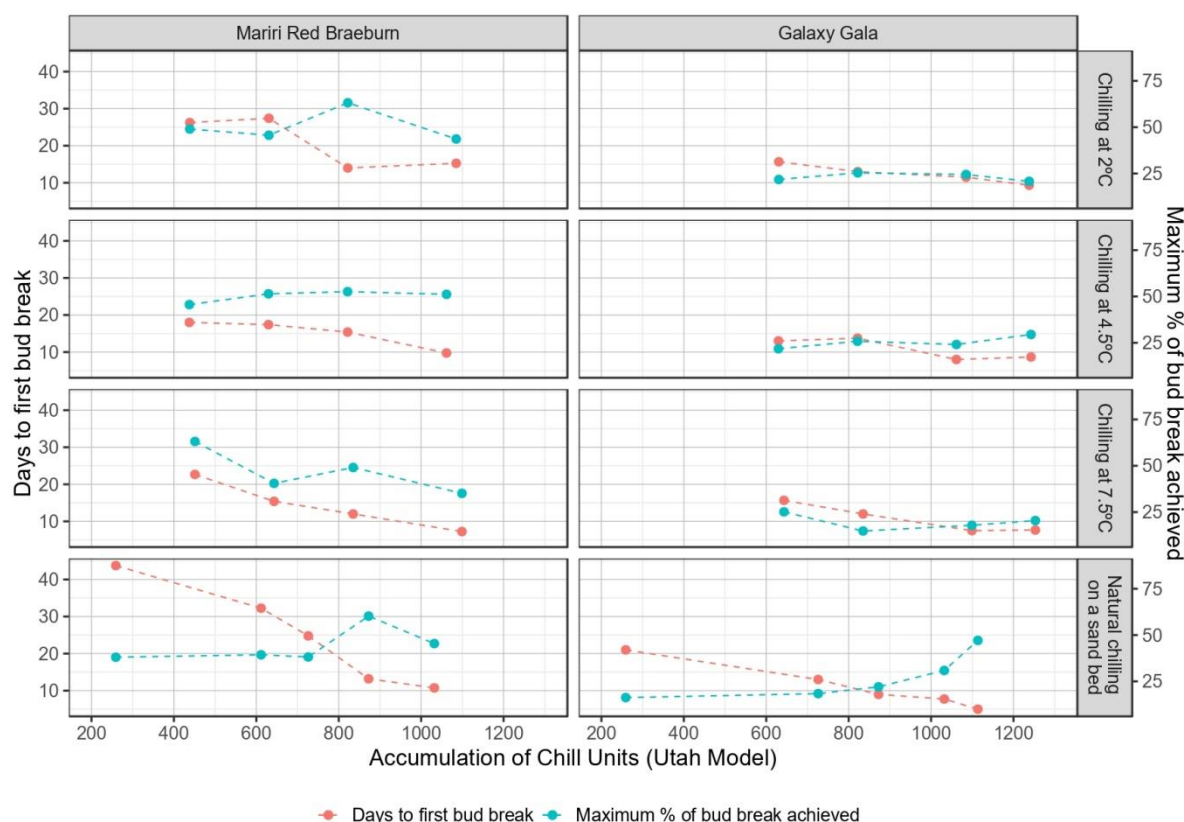 Mariri Red Braeburn
Galaxy Gala
Days to first bud break
40
30
20
10
Chilling at 2ºC
75
50
25
40
30
20
10
Chilling at 4.5ºC
75
50
25
40
30
20
10
Chilling at 7.5ºC
75
50
25
40
30
20
10
Natural chilling
on a sand bed
75
50
25
Maximum % of bud break achieved
200 400 600 800 1000 1200
200 400 600 800 1000 1200
Accumulation of Chill Units (Utah Model)
Days to first bud break
Maximum % of bud break achieved